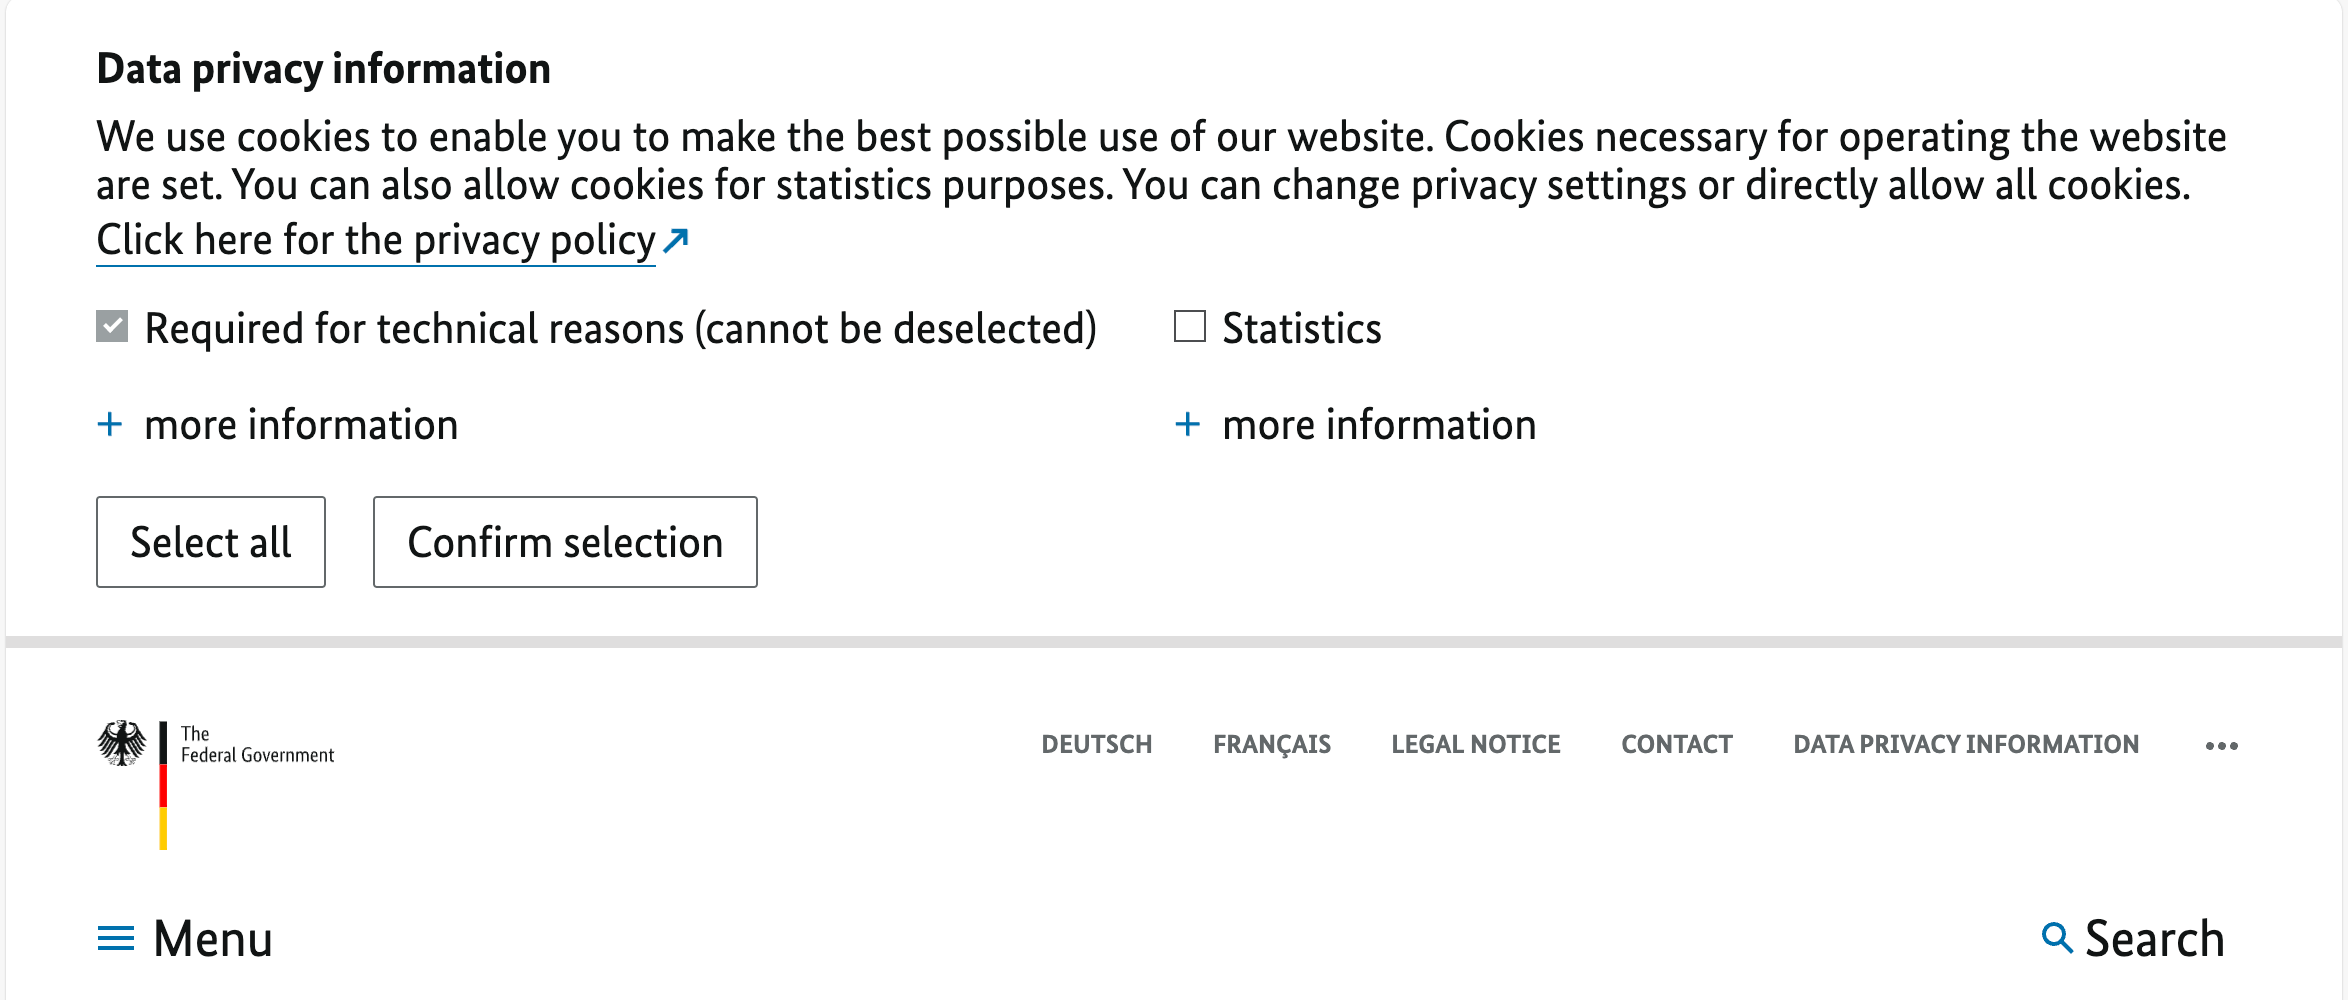 Data privacy information
We use cookies to enable you to make the best possible use of our website. Cookies necessary for operating the website
are set. You can also allow cookies for statistics purposes. You can change privacy settings or directly allow all cookies.
Click here for the privacy policy
Required for technical reasons (cannot be deselected)
Statistics
more information
more information
Select all
Confirm selection
The
Federal Government
DEUTSCH
FRANÇAIS
LEGAL NOTICE
CONTACT
DATA PRIVACY INFORMATION
Menu
Search